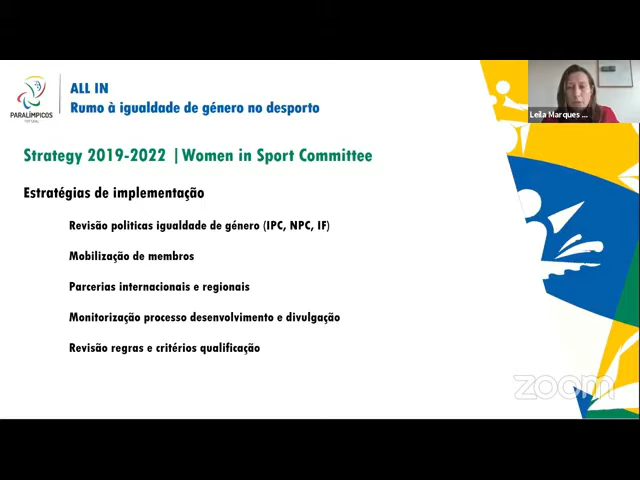 ALL IN
Rumo à igualdade de género no desporto
PARALÍMPICOS
PORTUGAL
Leila Marques ...
Strategy 2019-2022 |Women in Sport Committee
Estratégias de implementação
Revisão politicas igualdade de género (IPC, NPC, IF)
Mobilização de membros
Parcerias internacionais e regionais
Monitorização processo desenvolvimento e divulgação
Revisão regras e critérios qualificação
zoom